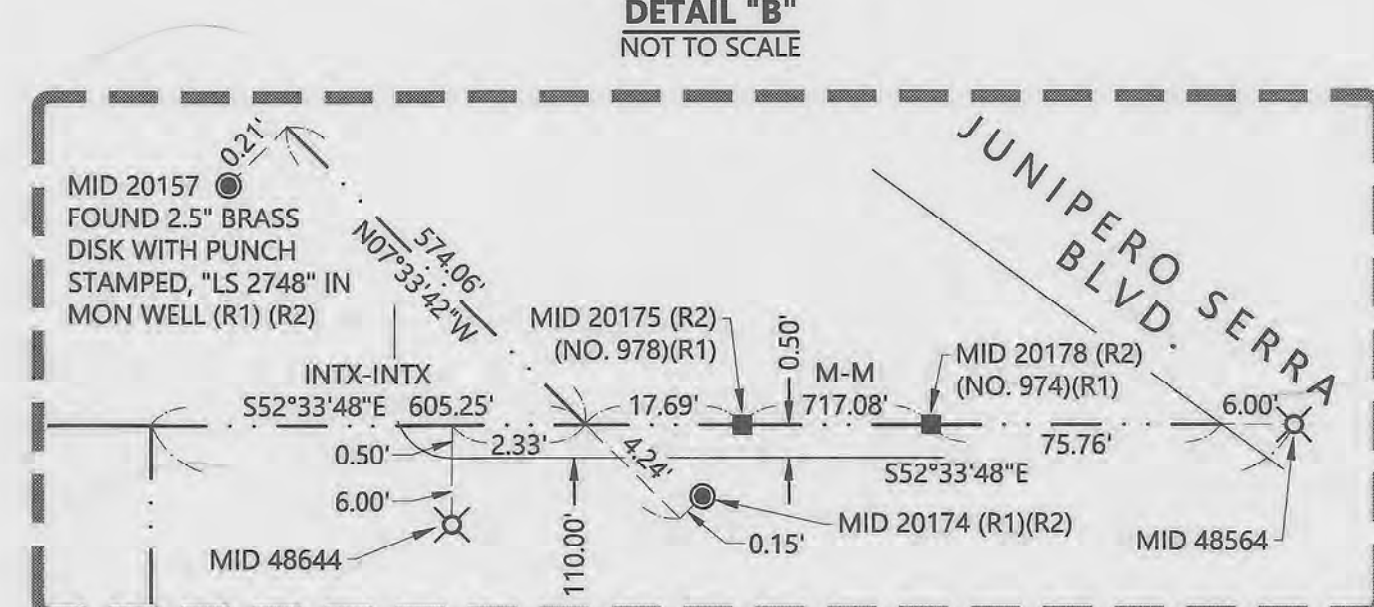 DETAIL "B"
NOT TO SCALE
JUNIPERO SERRA
BLVD.
0.21'
MID 20157
FOUND 2.5" BRASS
DISK WITH PUNCH
STAMPED, "LS 2748" IN
MON WELL (R1) (R2)
574.06'
N07°33'42"W
MID 20175 (R2)
(NO. 978)(R1)
0.50'
M-M
MID 20178 (R2)
(NO. 974)(R1)
INTX-INTX
S52°33'48"E 605.25'
17.69'
717.08'
6.00'
0.50'
2.33'
4.24'
75.76'
S52°33'48"E
6.00'
MID 20174 (R1)(R2)
0.15'
MID 48564
MID 48644
110.00'